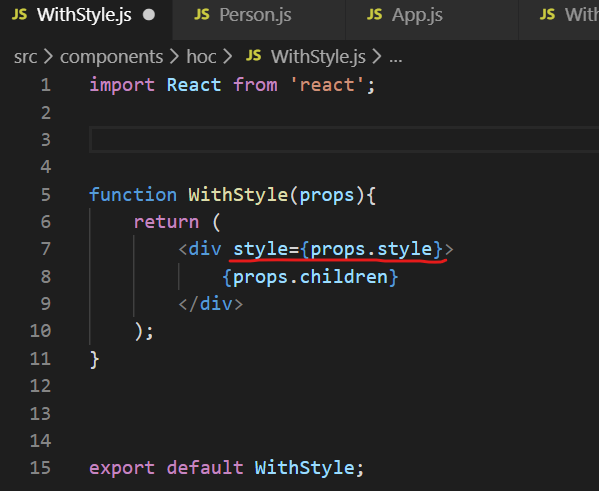 JS WithStyle.js JS Person.js JS App.js JS With
src > components > hoc > JS WithStyle.js > ...
1 import React from 'react';
2
3
4
5 function WithStyle(props){
6 return (
7 <div style={props.style}>
8 {props.children}
9 </div>
10 );
11 }
12
13
14
15 export default WithStyle;